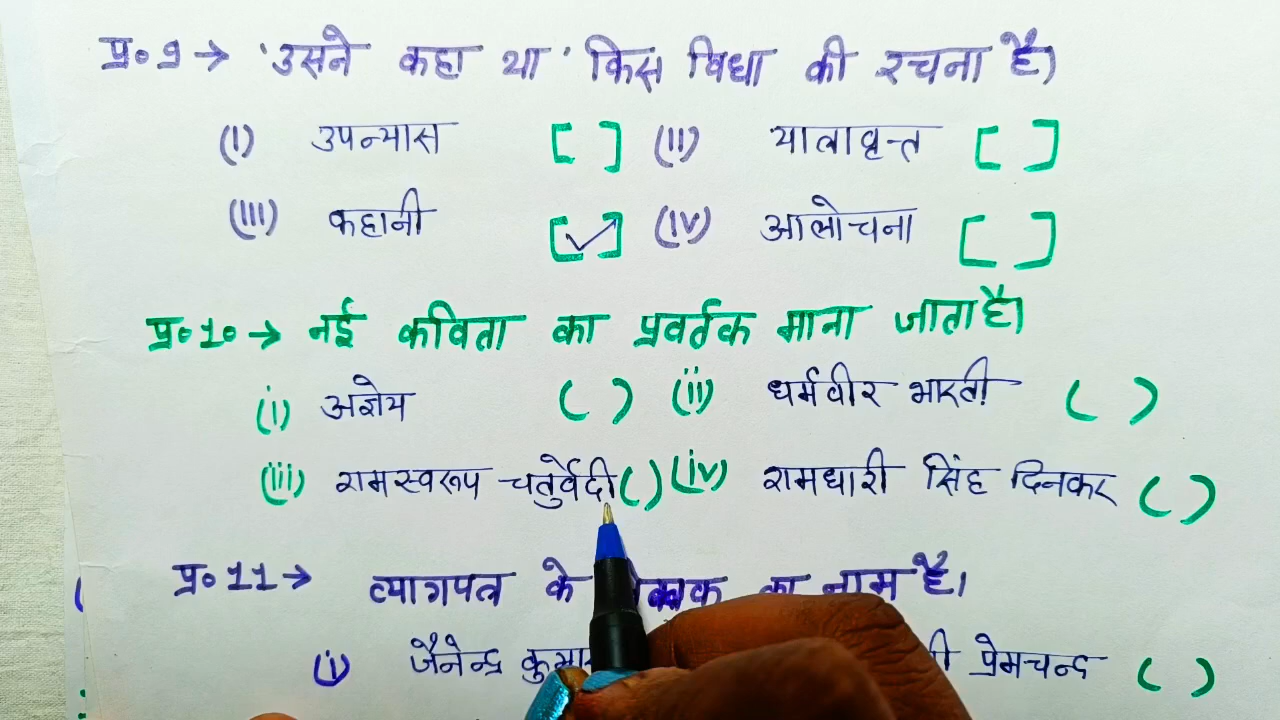 प्र०9→ 'उसने कहा था' किस विधा की रचना है।
(I) उपन्यास [ ] (II) यात्रावृत्त [ ]
(III) कहानी [✓] (IV) आलोचना [ ]
प्र०10→ नई कविता का प्रवर्तक माना जाता है।
(i) अज्ञेय ( ) (ii) धर्मवीर भारती ( )
(iii) रामस्वरूप चतुर्वेदी ( ) (iv) रामधारी सिंह दिनकर ( )
प्र०11→ त्यागपत्र के लेखक का नाम है।
(i) जैनेन्द्र प्रेमचन्द ( )